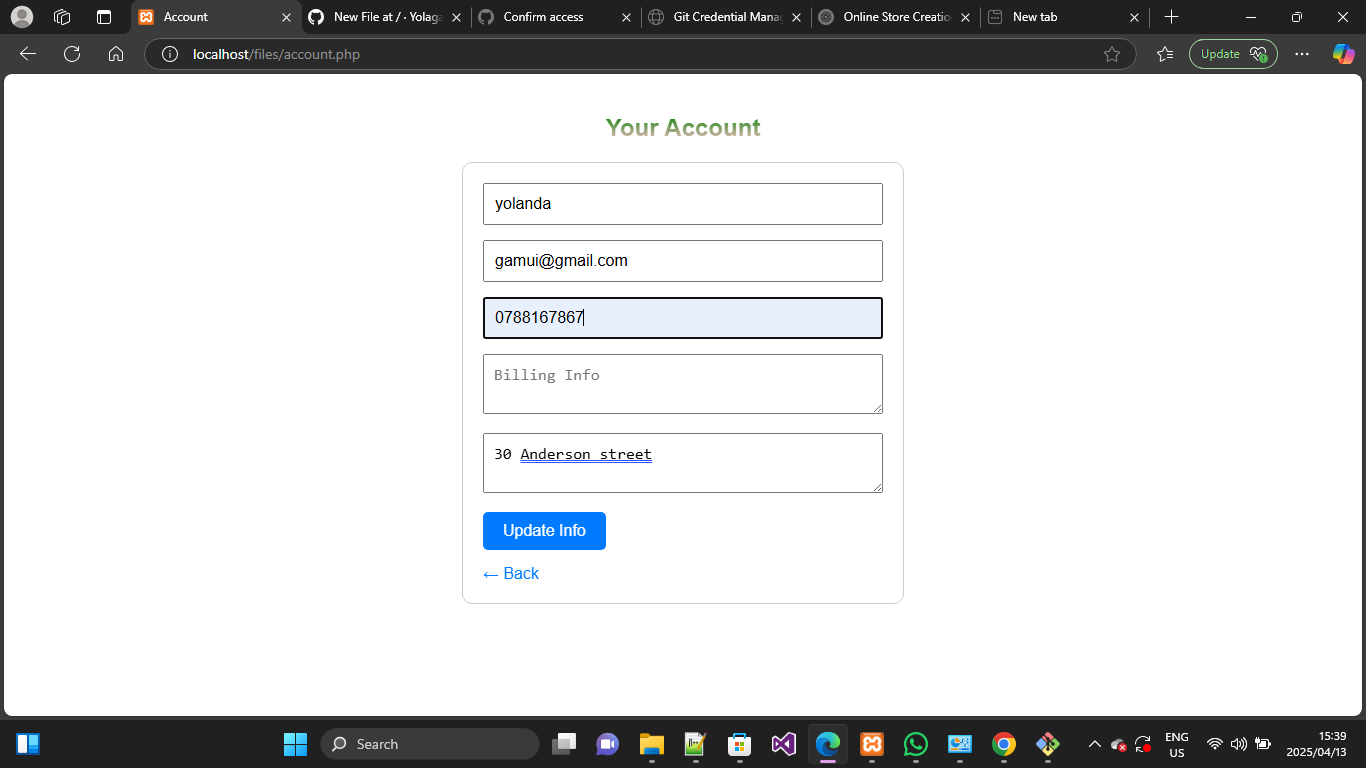 Account
New File at / · Yolaga
Confirm access
Git Credential Mana
Online Store Creatio
New tab
localhost/files/account.php
Update
Your Account
yolanda
gamui@gmail.com
0788167867
Billing Info
30 Anderson street
Update Info
← Back
Search
ENG
US
15:39
2025/04/13